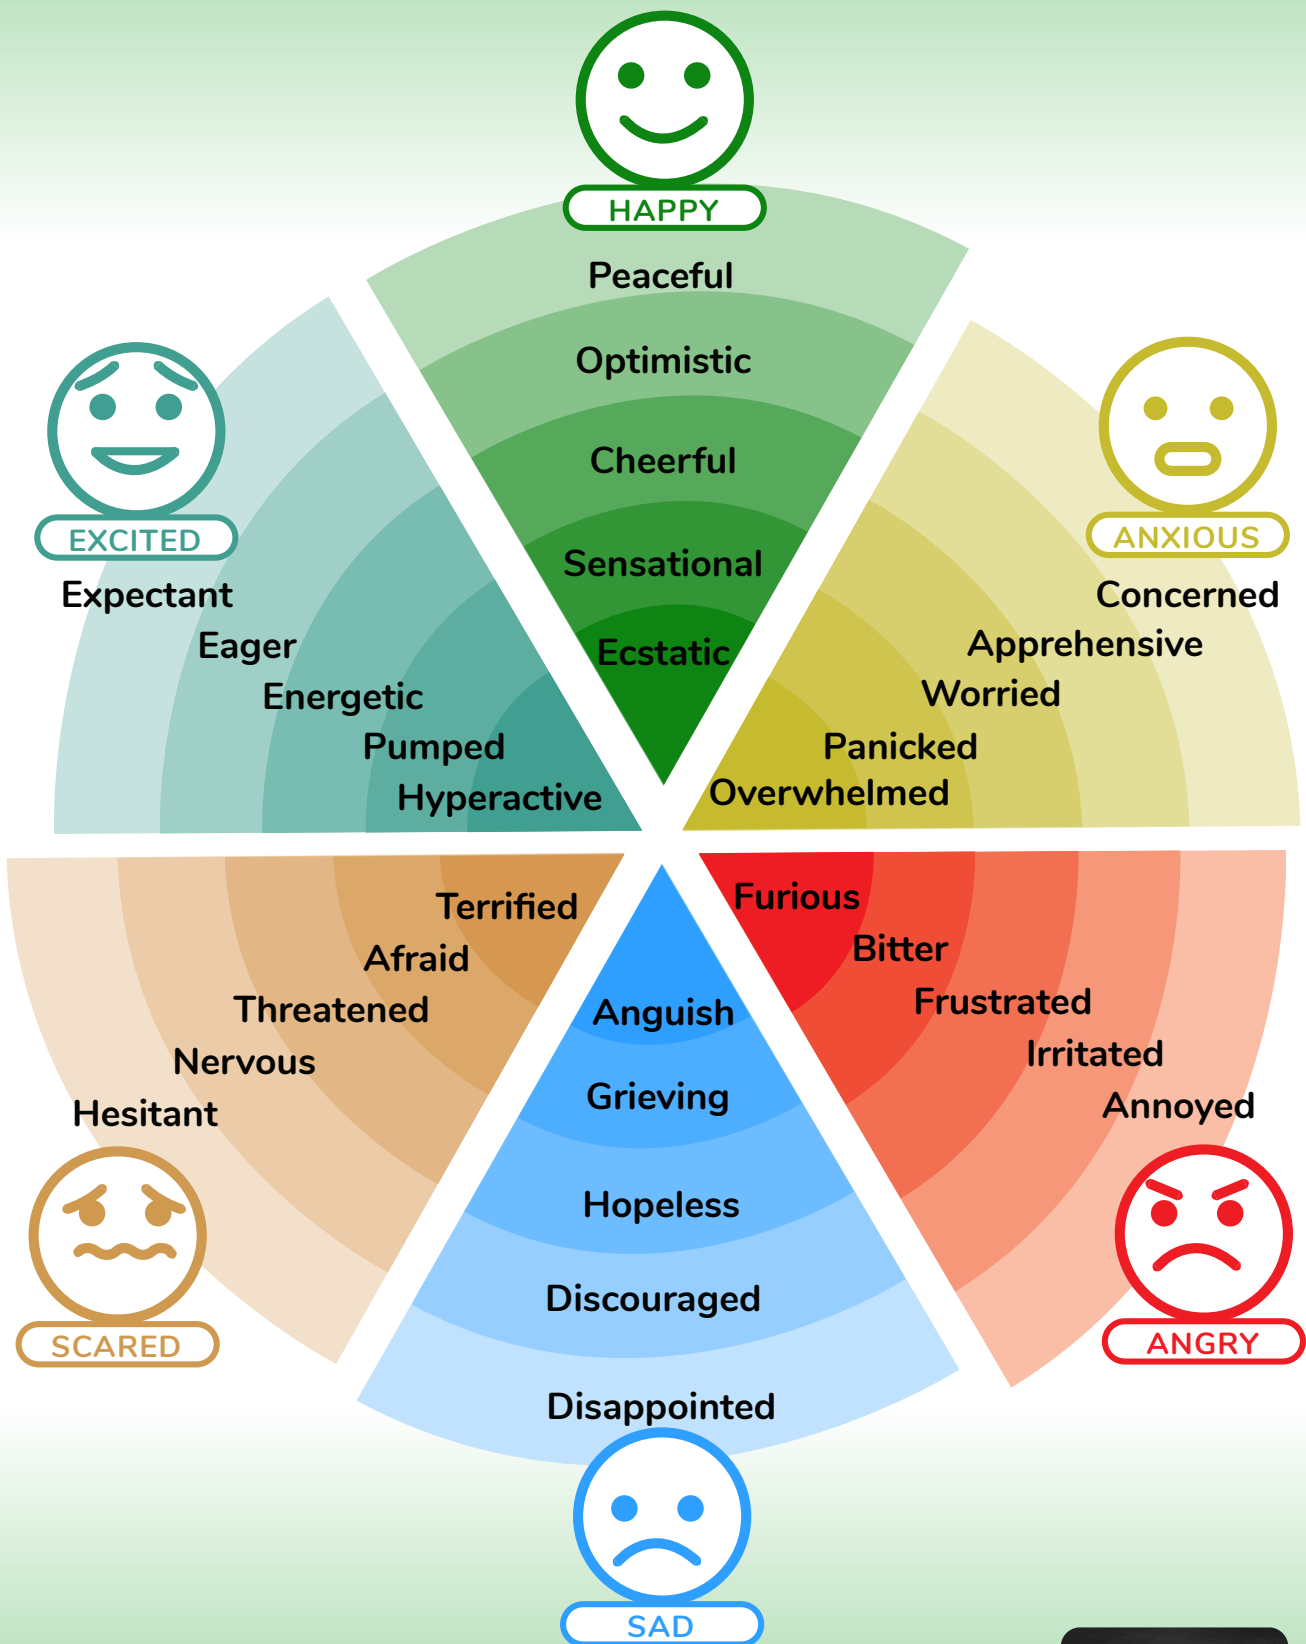 HAPPY
Peaceful
Optimistic
Cheerful
Sensational
Ecstatic
EXCITED
Expectant
Eager
Energetic
Pumped
Hyperactive
ANXIOUS
Concerned
Apprehensive
Worried
Panicked
Overwhelmed
Terrified
Afraid
Threatened
Nervous
Hesitant
SCARED
Anguish
Grieving
Hopeless
Discouraged
Disappointed
SAD
Furious
Bitter
Frustrated
Irritated
Annoyed
ANGRY